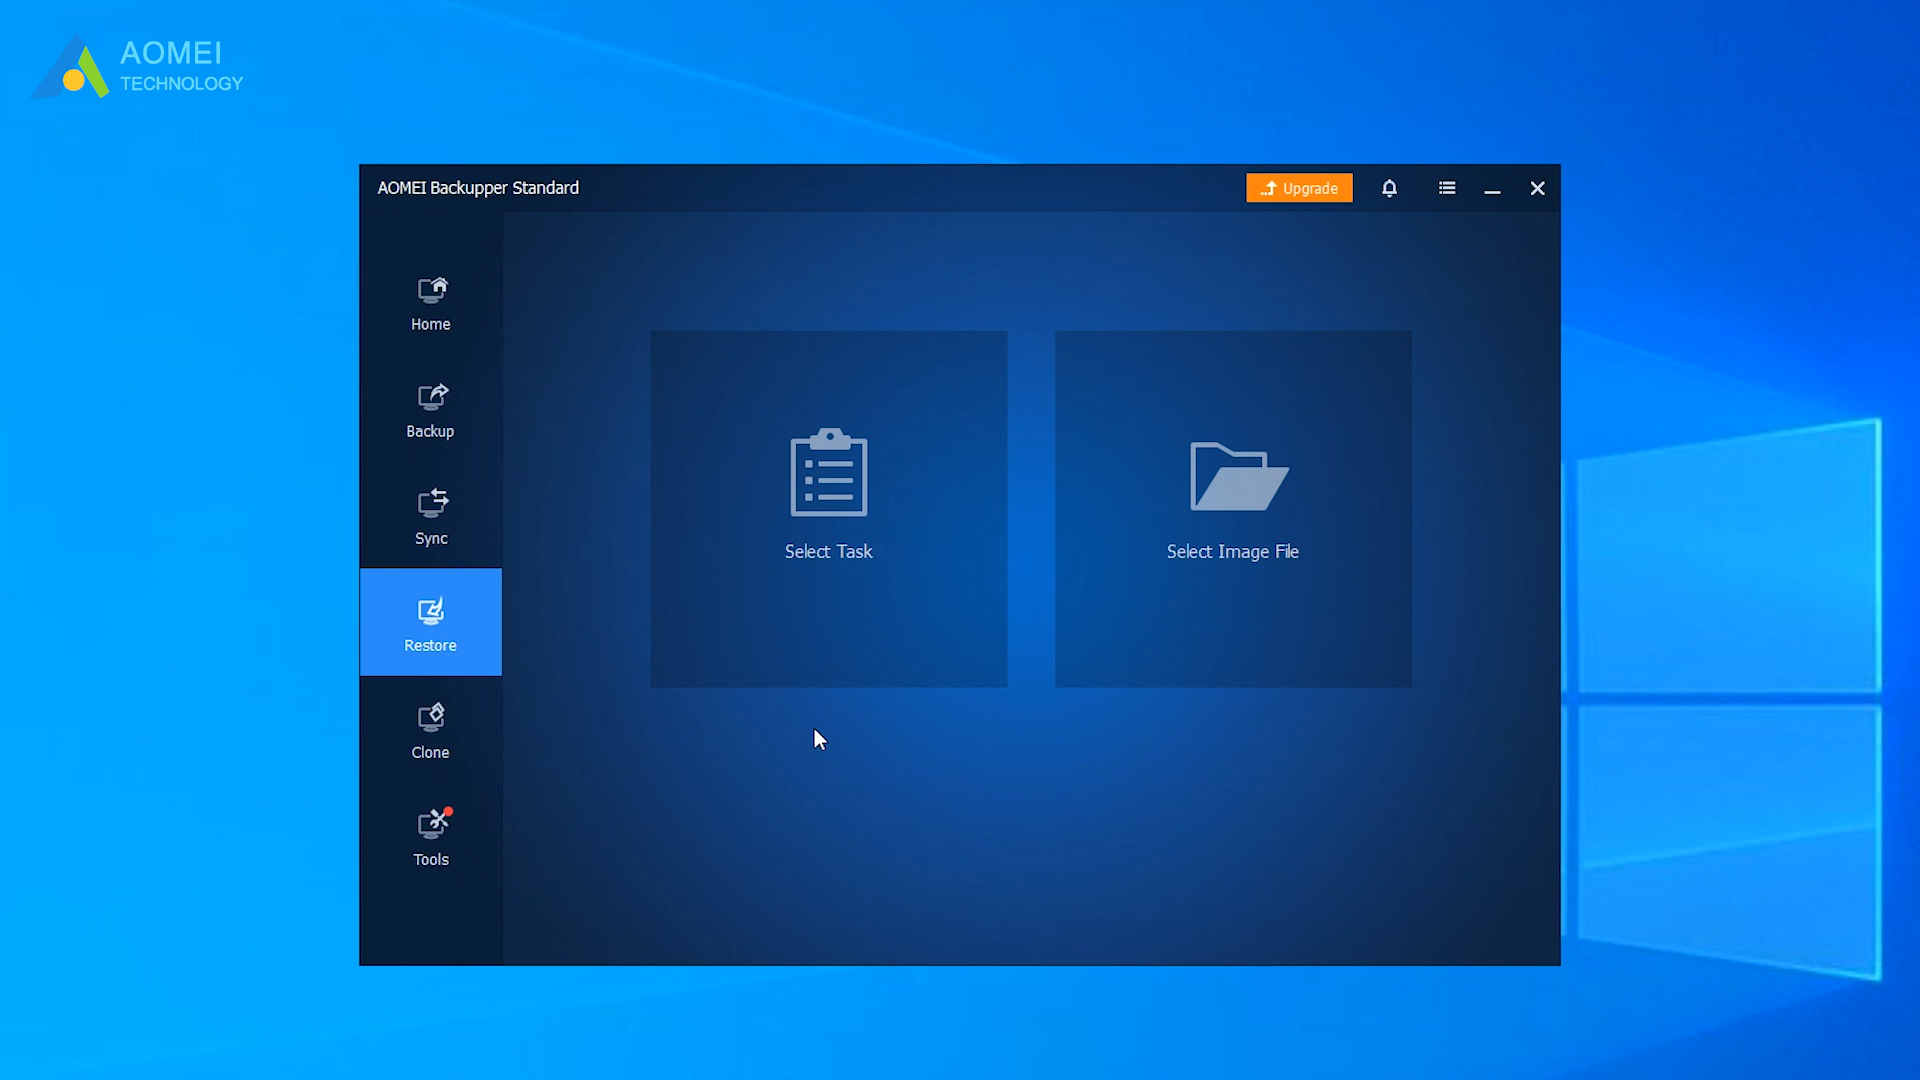 AOMEI
TECHNOLOGY
AOMEI Backupper Standard
Upgrade
Home
Backup
Sync
Restore
Clone
Tools
Select Task
Select Image File